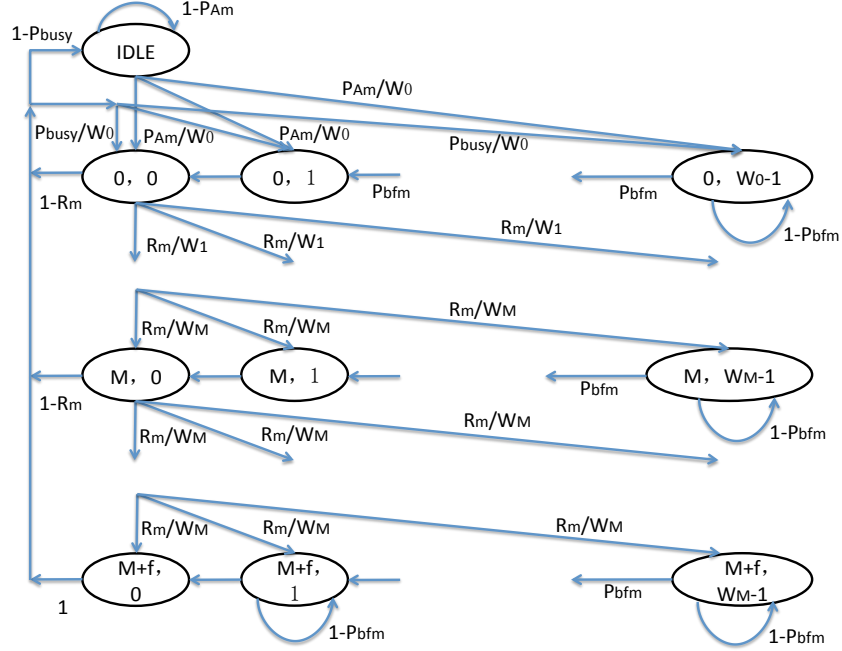 1-PAm
1-Pbusy
IDLE
PAm/W0
Pbusy/W0
PAm/W0
PAm/W0
Pbusy/W0
0, 0
0, 1
Pbfm
Pbfm
0, W0-1
1-Rm
1-Pbfm
Rm/W1
Rm/W1
Rm/W1
Rm/WM
Rm/WM
Rm/WM
M, 0
M, 1
Pbfm
M, WM-1
1-Rm
1-Pbfm
Rm/WM
Rm/WM
Rm/WM
Rm/WM
Rm/WM
Rm/WM
M+f,
0
M+f,
1
Pbfm
M+f,
WM-1
1
1-Pbfm
1-Pbfm